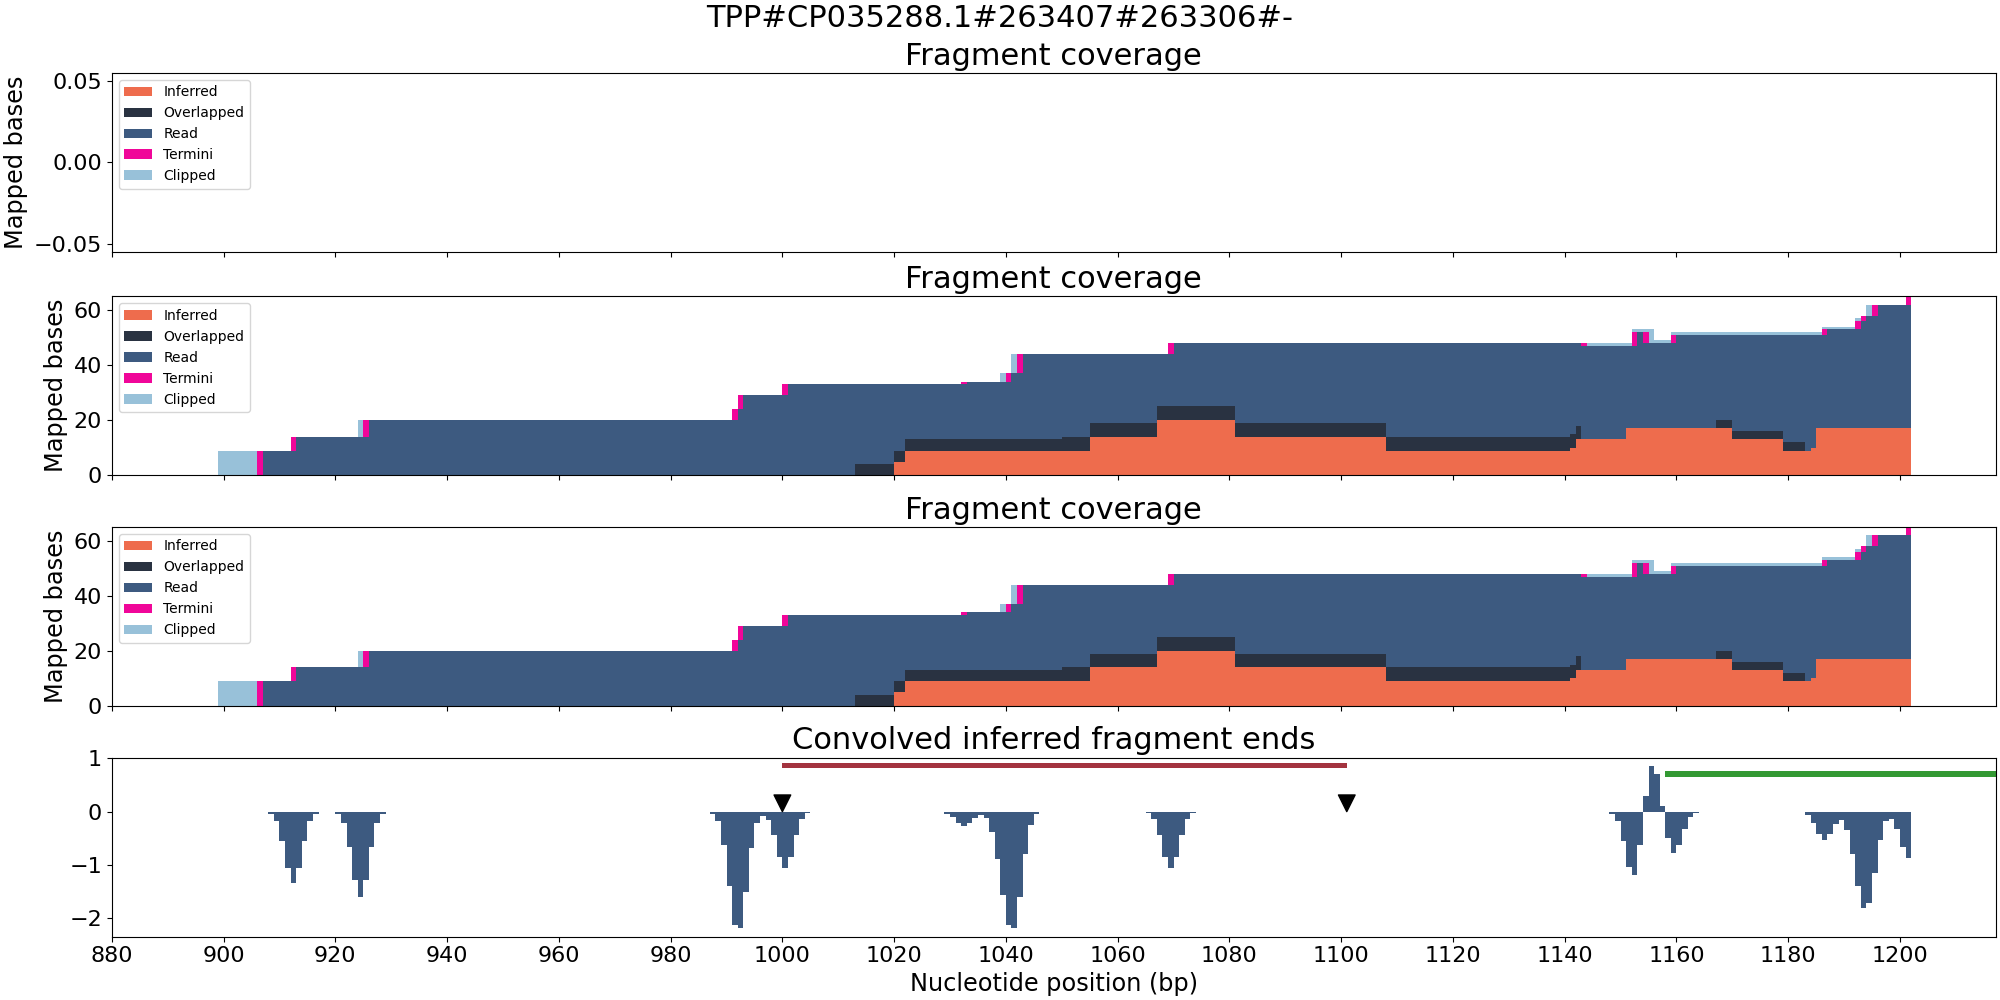 TPP#CP035288.1#263407#263306#-
Fragment coverage
Mapped bases
0.05
0.00
−0.05
Inferred
Overlapped
Read
Termini
Clipped
Fragment coverage
Mapped bases
60
40
20
0
Inferred
Overlapped
Read
Termini
Clipped
Fragment coverage
Mapped bases
60
40
20
0
Inferred
Overlapped
Read
Termini
Clipped
Convolved inferred fragment ends
1
0
−1
−2
880 900 920 940 960 980 1000 1020 1040 1060 1080 1100 1120 1140 1160 1180 1200
Nucleotide position (bp)